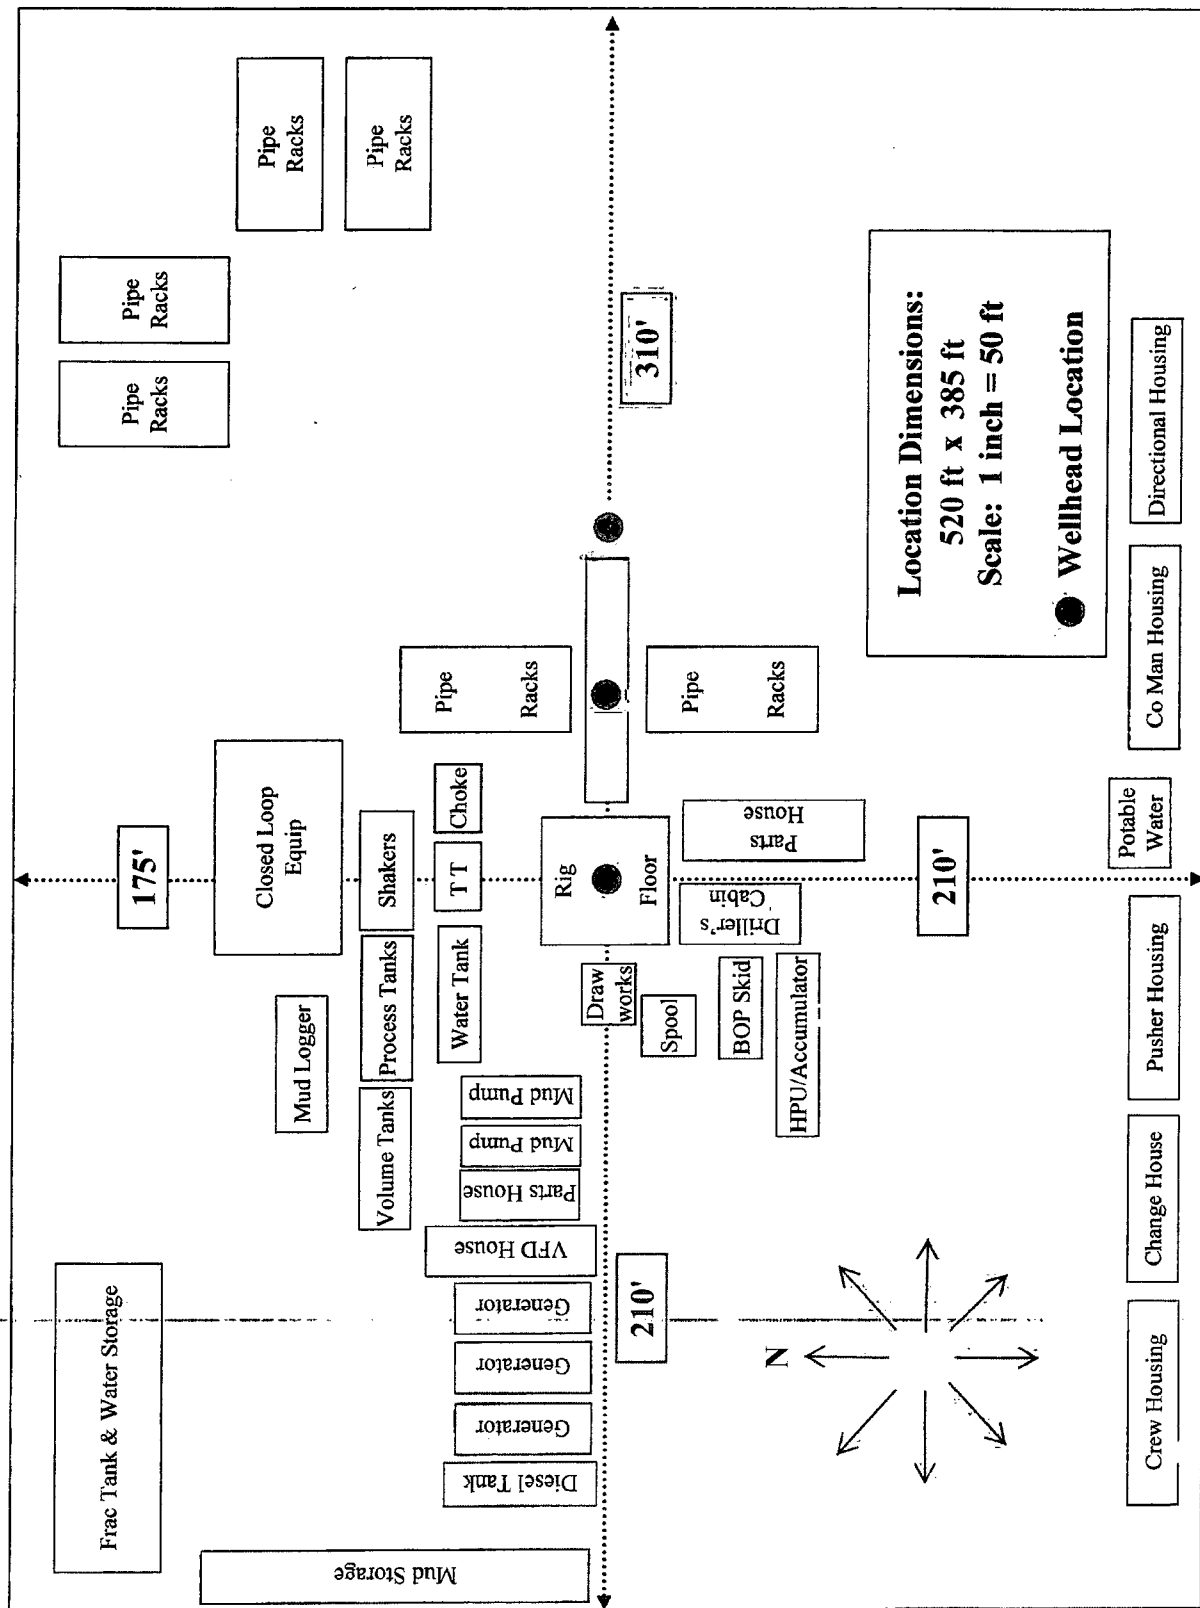 Frac Tank & Water Storage
175'
Pipe
Racks
Pipe
Racks
Pipe
Racks
Pipe
Racks
Mud Logger
Closed Loop
Equip
Volume Tanks
Process Tanks
Shakers
Mud Storage
Diesel Tank
Generator
Generator
Generator
VFD House
Parts House
Mud Pump
Mud Pump
Water Tank
T T
Choke
Pipe
Racks
Draw
works
Rig
Floor
210'
310'
Spool
Pipe
Racks
BOP Skid
Driller's
Cabin
Parts
House
HPU/Accumulator
N
210'
Location Dimensions:
520 ft x 385 ft
Scale: 1 inch = 50 ft
Wellhead Location
Crew Housing
Change House
Pusher Housing
Potable
Water
Co Man Housing
Directional Housing